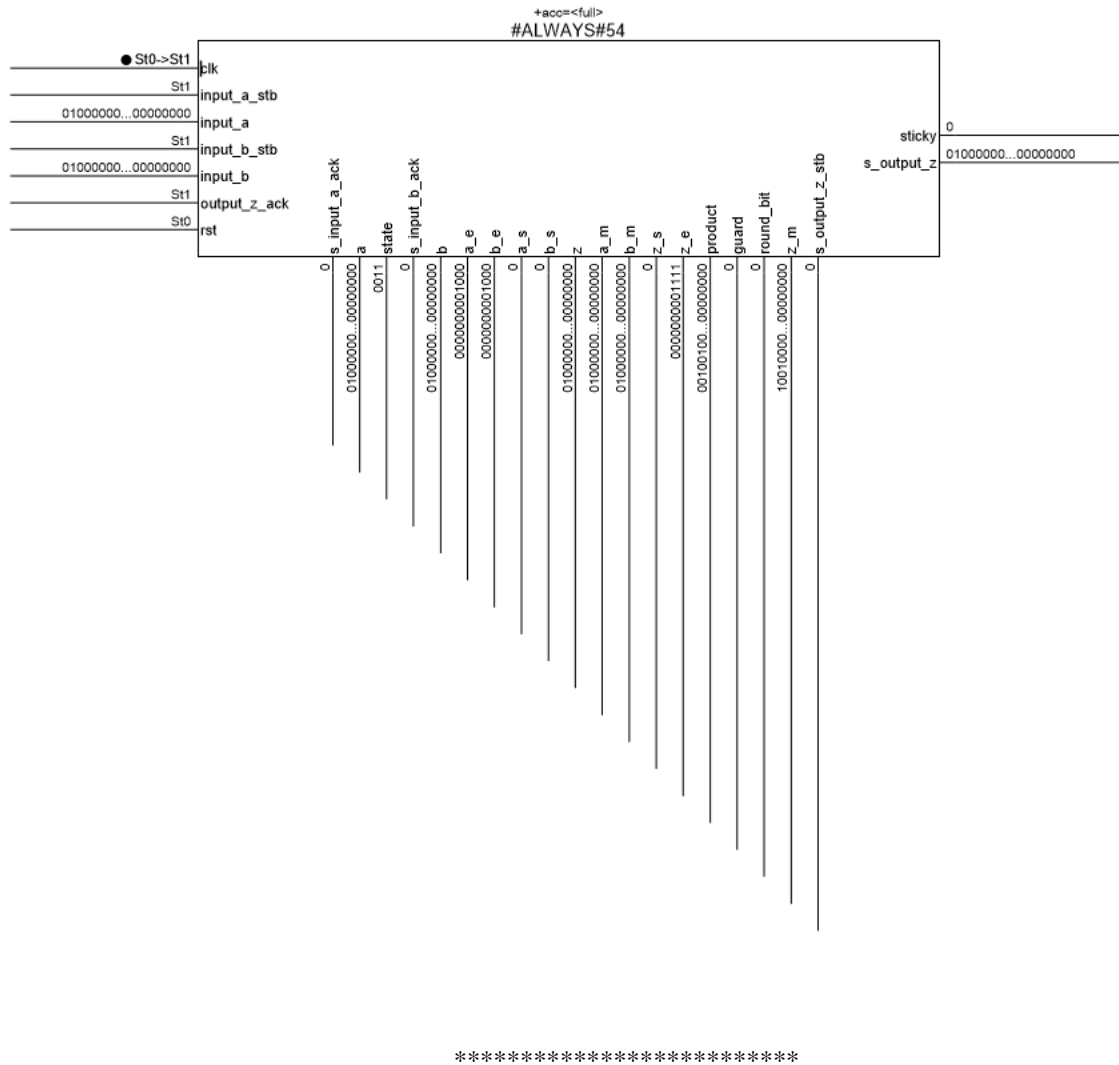 +acc=<full>
#ALWAYS#54
St0->St1
clk
St1
input_a_stb
01000000...00000000
input_a
St1
input_b_stb
01000000...00000000
input_b
St1
output_z_ack
St0
rst
sticky
0
s_output_z
01000000...00000000
s_input_a_ack
0
a
01000000...00000000
state
0011
s_input_b_ack
0
b
01000000...00000000
a_e
0000000001000
b_e
0000000001000
a_s
0
b_s
0
z
01000000...00000000
a_m
01000000...00000000
b_m
01000000...00000000
z_s
0
z_e
0000000001111
product
00100100...00000000
guard
0
round_bit
0
z_m
10010000...00000000
s_output_z_stb
0
**************************